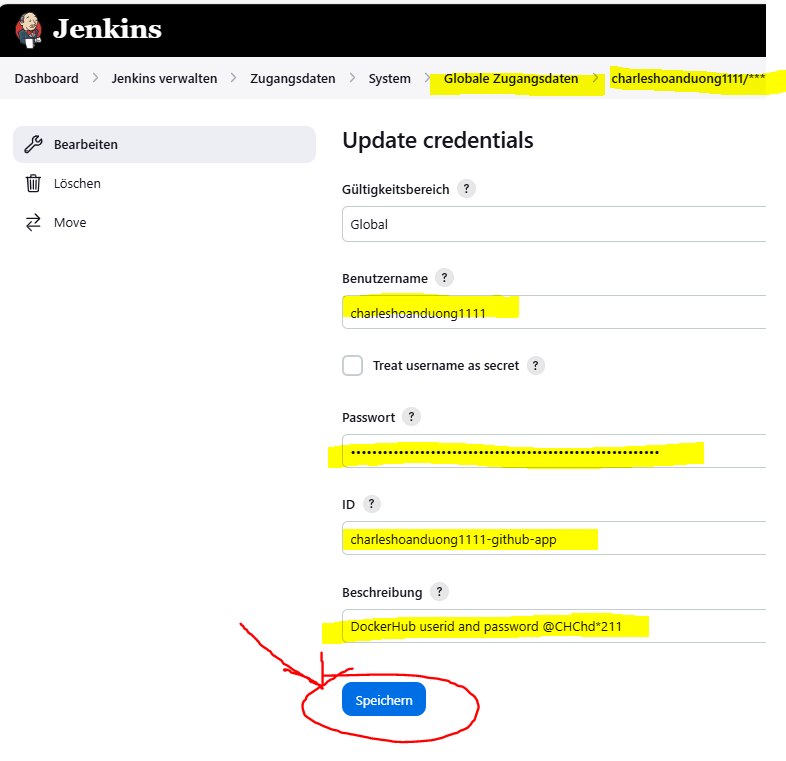 Jenkins
Dashboard > Jenkins verwalten > Zugangsdaten > System > Globale Zugangsdaten > charleshoanduong1111/***
Bearbeiten
Löschen
Move
Update credentials
Gültigkeitsbereich ?
Global
Benutzername ?
charleshoanduong1111
Treat username as secret ?
Passwort ?
••••••••••••••••••••••••••••••••••••••••••••••••••••••••••••
ID ?
charleshoanduong1111-github-app
Beschreibung ?
DockerHub userid and password @CHChd*211
Speichern